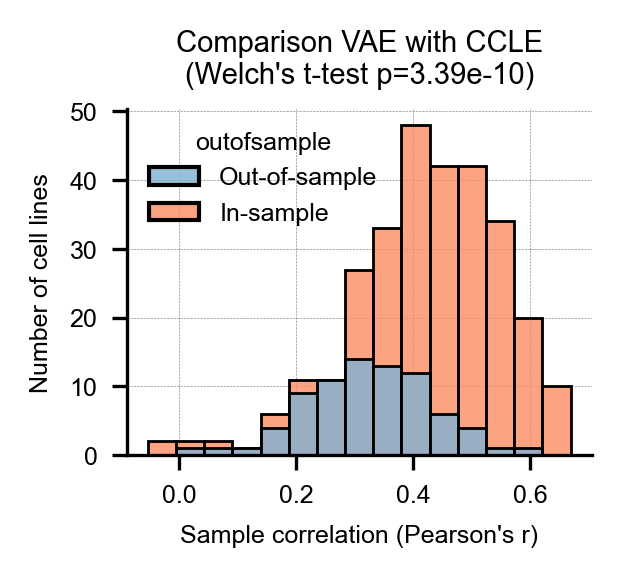 Comparison VAE with CCLE
(Welch's t-test p=3.39e-10)
50
40
30
20
10
0
Number of cell lines
outofsample
Out-of-sample
In-sample
0.0 0.2 0.4 0.6
Sample correlation (Pearson's r)